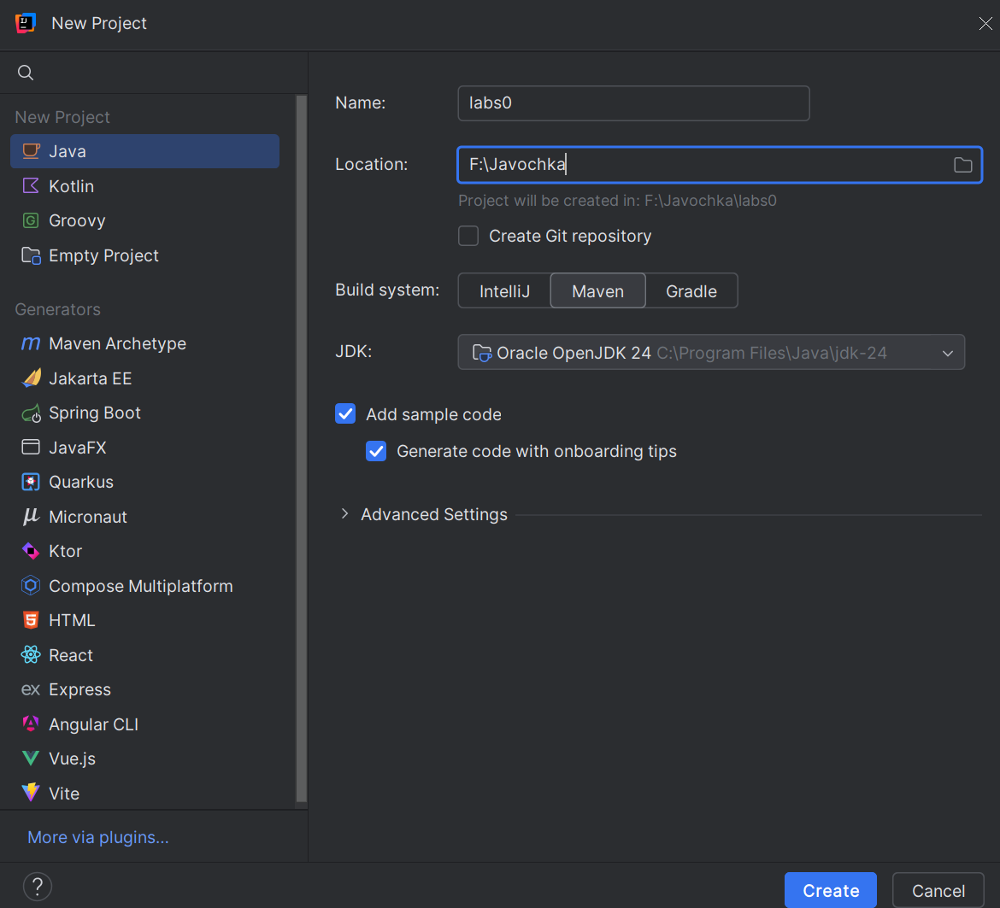 New Project
New Project
Java
Kotlin
Groovy
Empty Project
Generators
Maven Archetype
Jakarta EE
Spring Boot
JavaFX
Quarkus
Micronaut
Ktor
Compose Multiplatform
HTML
React
Express
Angular CLI
Vue.js
Vite
More via plugins...
Name: labs0
Location: F:\Javochka
Project will be created in: F:\Javochka\labs0
Create Git repository
Build system: IntelliJ Maven Gradle
JDK: Oracle OpenJDK 24 C:\Program Files\Java\jdk-24
Add sample code
Generate code with onboarding tips
Advanced Settings
? Create Cancel